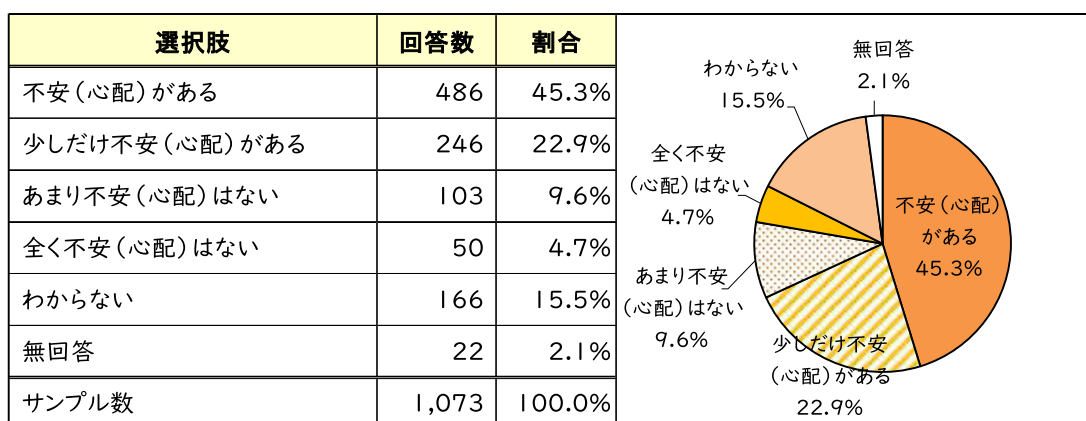 選択肢 回答数 割合
不安(心配)がある 486 45.3%
少しだけ不安(心配)がある 246 22.9%
あまり不安(心配)はない 103 9.6%
全く不安(心配)はない 50 4.7%
わからない 166 15.5%
無回答 22 2.1%
サンプル数 1,073 100.0%
無回答
2.1%
わからない
15.5%
全く不安
(心配)はない
4.7%
あまり不安
(心配)はない
9.6%
不安(心配)
がある
45.3%
少しだけ不安
(心配)がある
22.9%